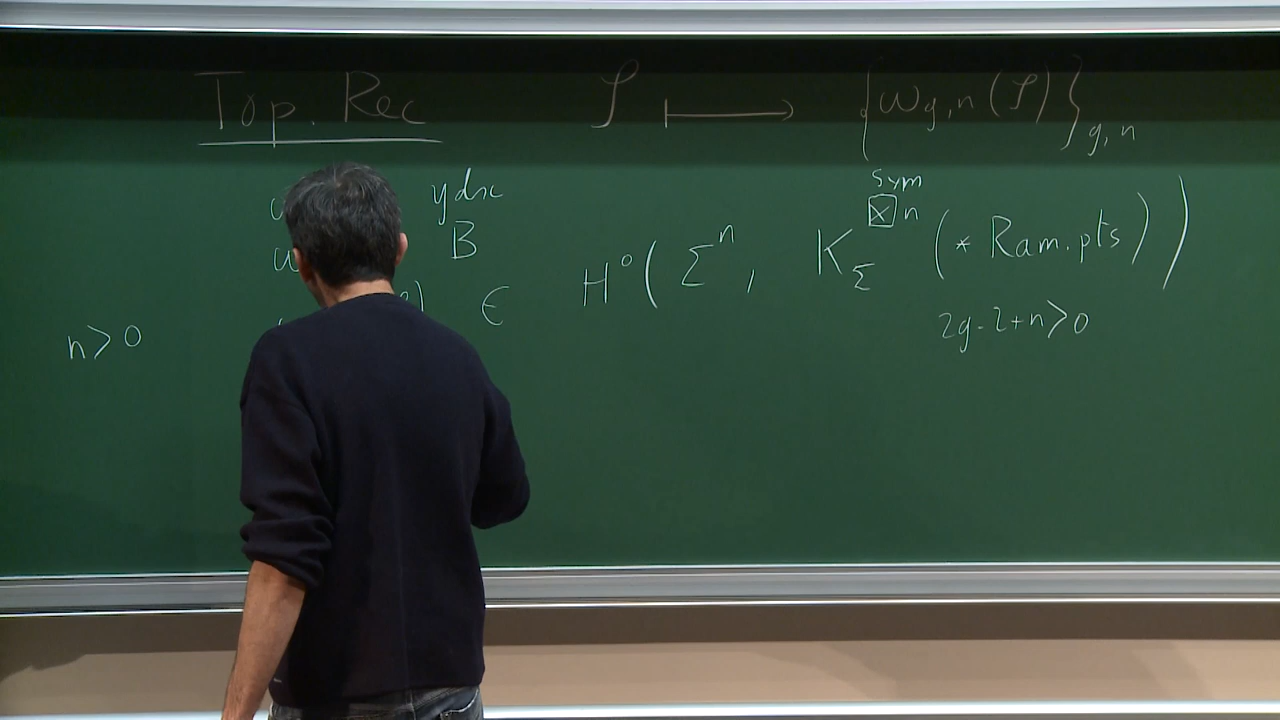 Top. Rec 𝒮 ⟼ {ω_{g,n}(𝒮)}_{g,n}
ydx
B
∈ H⁰(Σⁿ, K_Σ^{sym ⊠ n}(* Ram.pts))
n>0
2g-2+n>0